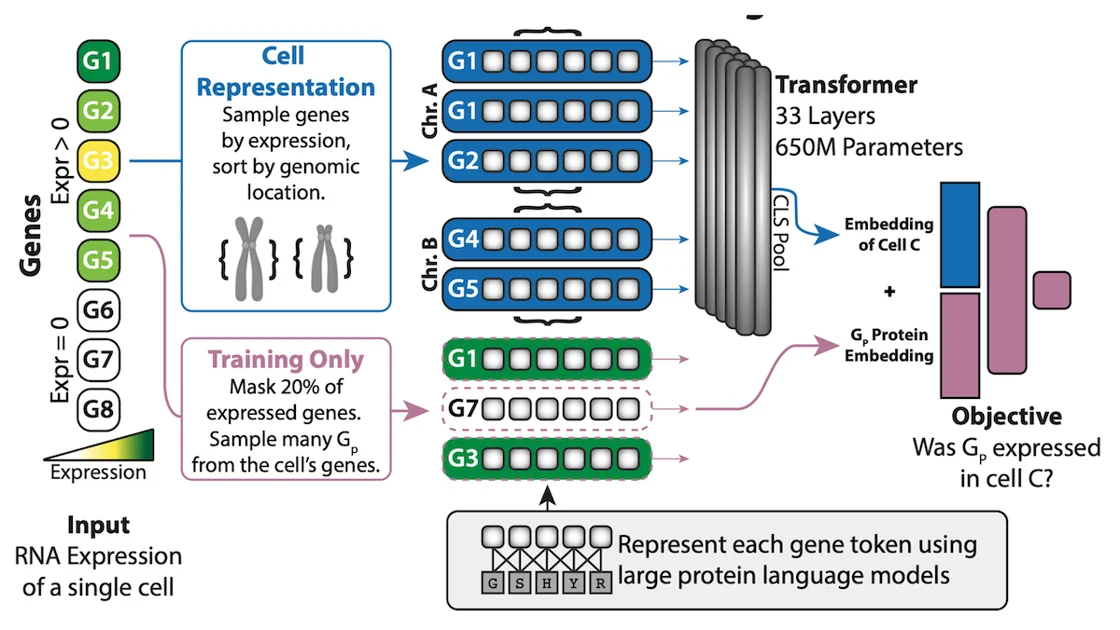 Genes
Expr > 0
Expr = 0
G1
G2
G3
G4
G5
G6
G7
G8
Expression
Input
RNA Expression
of a single cell
Cell
Representation
Sample genes
by expression,
sort by genomic
location.
Training Only
Mask 20% of
expressed genes.
Sample many Gp
from the cell's genes.
Chr. A
G1
G1
G2
Chr. B
G4
G5
G1
G7
G3
G S H Y R
Represent each gene token using
large protein language models
Transformer
33 Layers
650M Parameters
CLS Pool
Embedding
of Cell C
+
Gp Protein
Embedding
Objective
Was Gp expressed
in cell C?